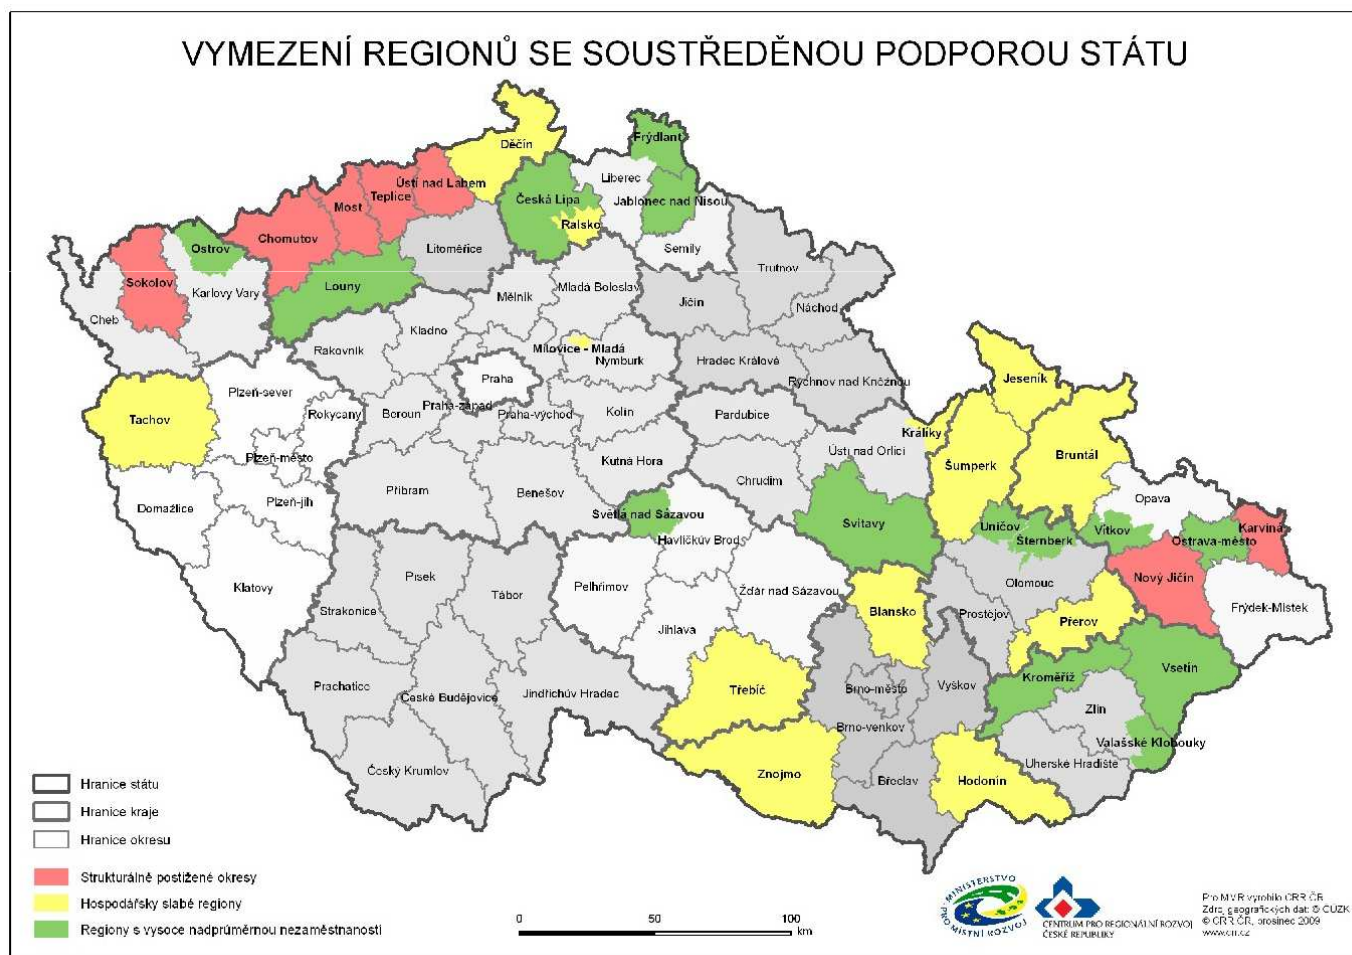 VYMEZENÍ REGIONŮ SE SOUSTŘEDĚNOU PODPOROU STÁTU
Děčín
Frýdlant
Liberec
Ústí nad Labem
Teplice
Most
Česká Lípa
Jablonec nad Nisou
Ralsko
Chomutov
Ostrov
Litoměřice
Semily
Trutnov
Sokolov
Karlovy Vary
Louny
Mladá Boleslav
Mělník
Jičín
Náchod
Cheb
Kladno
Rakovník
Milovice - Mladá
Nymburk
Hradec Králové
Rychnov nad Kněžnou
Jeseník
Praha
Plzeň-sever
Rokycany
Beroun
Praha-západ
Praha-východ
Kolín
Pardubice
Tachov
Králíky
Ústí nad Orlicí
Šumperk
Bruntál
Plzeň-město
Kutná Hora
Chrudim
Příbram
Benešov
Domažlice
Plzeň-jih
Světlá nad Sázavou
Svitavy
Opava
Uničov
Šternberk
Vítkov
Karviná
Ostrava-město
Havlíčkův Brod
Klatovy
Písek
Tábor
Pelhřimov
Žďár nad Sázavou
Olomouc
Nový Jičín
Strakonice
Blansko
Prostějov
Přerov
Frýdek-Místek
Jihlava
Prachatice
České Budějovice
Jindřichův Hradec
Třebíč
Brno-město
Vyškov
Kroměříž
Vsetín
Zlín
Brno-venkov
Valašské Klobouky
Uherské Hradiště
Český Krumlov
Znojmo
Břeclav
Hodonín
Hranice státu
Hranice kraje
Hranice okresu
Strukturálně postižené okresy
Hospodářsky slabé regiony
Regiony s vysoce nadprůměrnou nezaměstnaností
0 50 100
km
MINISTERSTVO
PRO MÍSTNÍ ROZVOJ
CENTRUM PRO REGIONÁLNÍ ROZVOJ
ČESKÉ REPUBLIKY
Pro MMR vyrobilo CRR ČR
Zdroj geografických dat: © ČÚZK
© CRR ČR, prosinec 2009
www.crr.cz